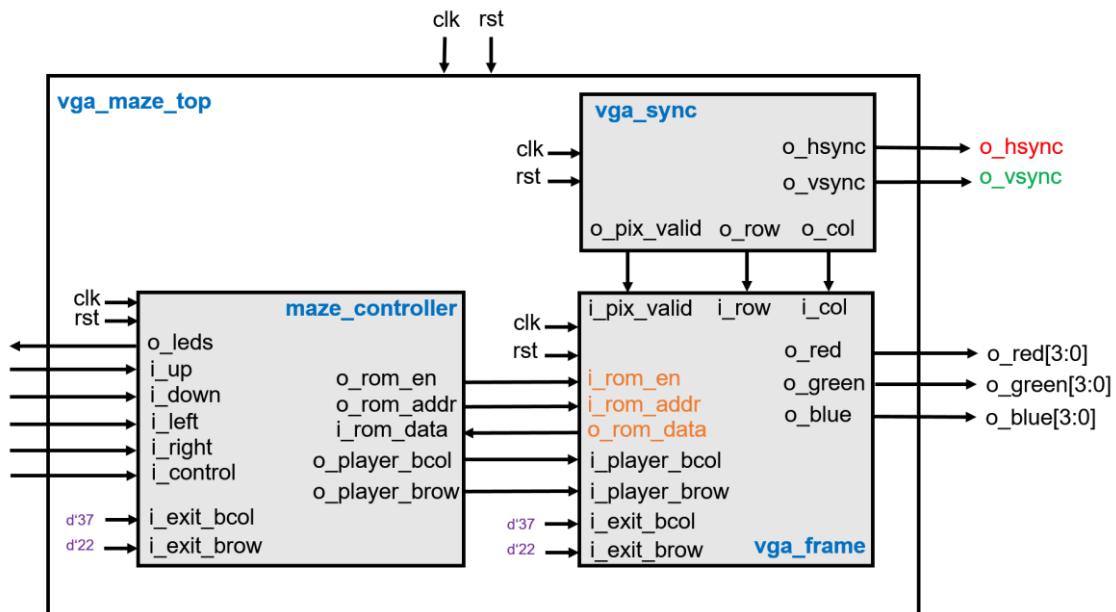 clk rst
vga_maze_top
vga_sync
clk
rst
o_hsync
o_vsync
o_hsync
o_vsync
o_pix_valid o_row o_col
clk
rst
maze_controller
o_leds
i_up
i_down
i_left
i_right
i_control
o_rom_en
o_rom_addr
i_rom_data
o_player_bcol
o_player_brow
d'37
i_exit_bcol
d'22
i_exit_brow
i_pix_valid i_row i_col
clk
rst
o_red
o_green
o_blue
o_red[3:0]
o_green[3:0]
o_blue[3:0]
i_rom_en
i_rom_addr
o_rom_data
i_player_bcol
i_player_brow
d'37
i_exit_bcol
d'22
i_exit_brow
vga_frame